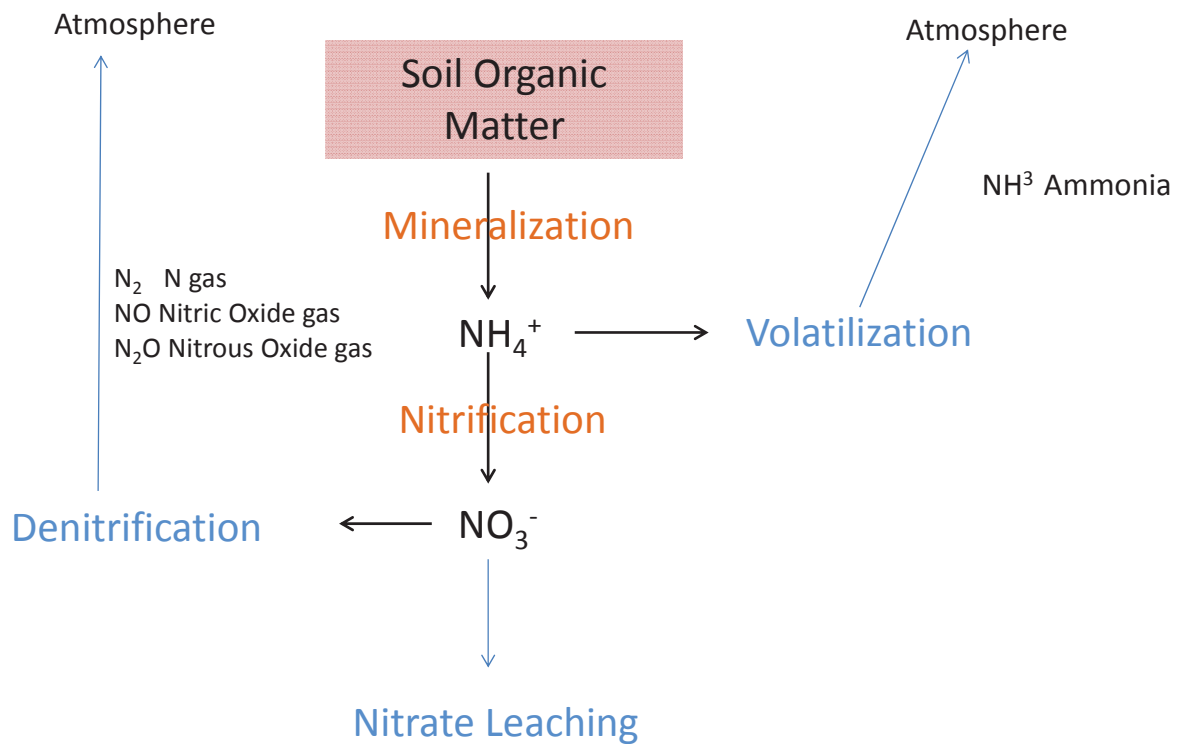 Atmosphere
Atmosphere
Soil Organic
Matter
NH³ Ammonia
Mineralization
N₂ N gas
NO Nitric Oxide gas
N₂O Nitrous Oxide gas
NH₄⁺
Volatilization
Nitrification
Denitrification
NO₃⁻
Nitrate Leaching